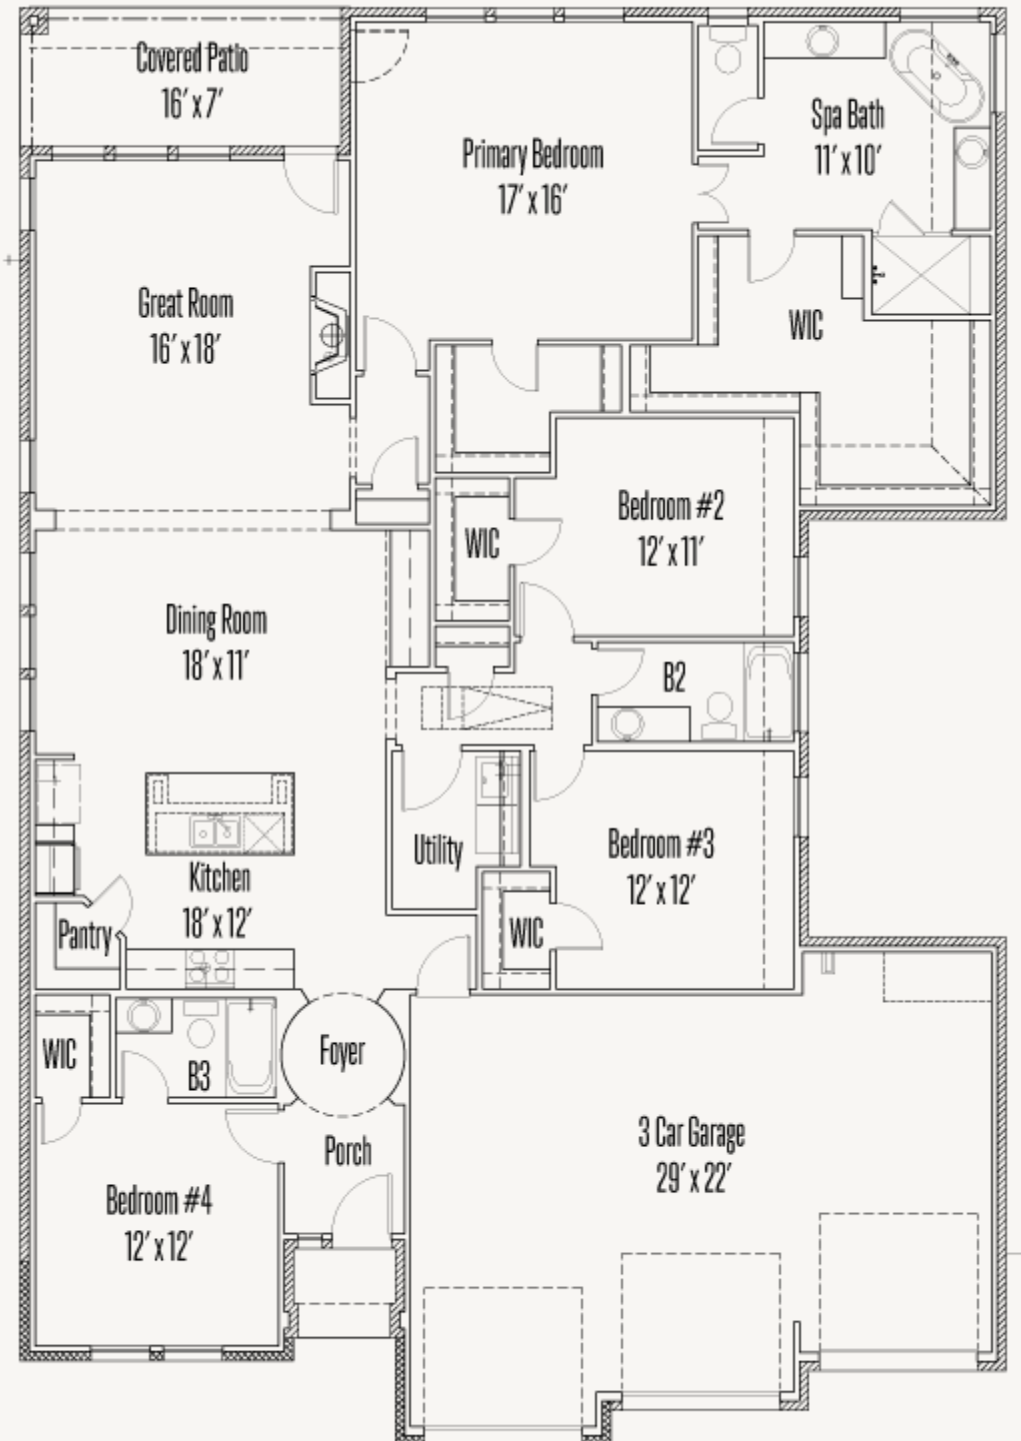 Covered Patio
16' x 7'
Primary Bedroom
17' x 16'
Spa Bath
11' x 10'
Great Room
16' x 18'
WIC
Bedroom #2
12' x 11'
WIC
Dining Room
18' x 11'
B2
Utility
Bedroom #3
12' x 12'
Kitchen
18' x 12'
Pantry
WIC
WIC
B3
Foyer
Porch
3 Car Garage
29' x 22'
Bedroom #4
12' x 12'